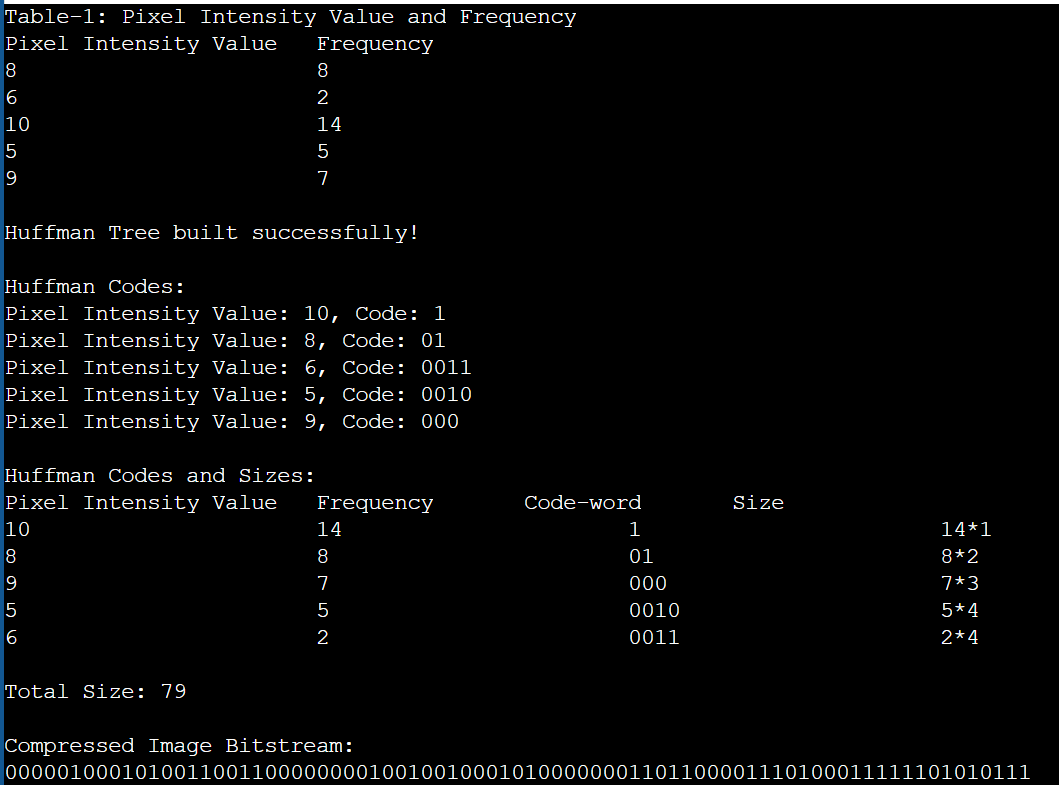 Table-1: Pixel Intensity Value and Frequency
Pixel Intensity Value Frequency
8 8
6 2
10 14
5 5
9 7
Huffman Tree built successfully!
Huffman Codes:
Pixel Intensity Value: 10, Code: 1
Pixel Intensity Value: 8, Code: 01
Pixel Intensity Value: 6, Code: 0011
Pixel Intensity Value: 5, Code: 0010
Pixel Intensity Value: 9, Code: 000
Huffman Codes and Sizes:
Pixel Intensity Value Frequency Code-word Size
10 14 1 14*1
8 8 01 8*2
9 7 000 7*3
5 5 0010 5*4
6 2 0011 2*4
Total Size: 79
Compressed Image Bitstream:
0000010001010011001100000000100100100010100000001101100001110100011111101010111